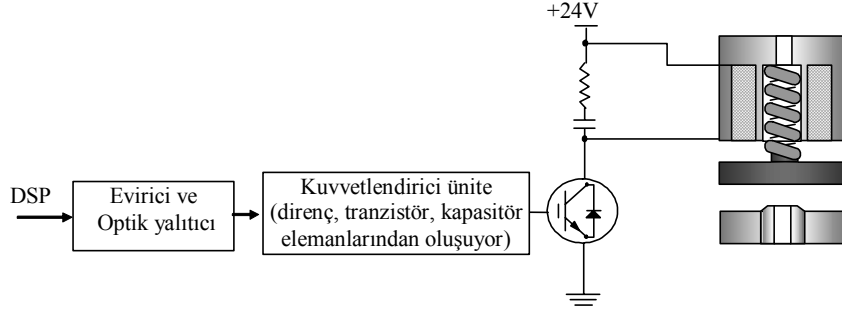 +24V
DSP
Evirici ve
Optik yalıtıcı
Kuvvetlendirici ünite
(direnç, tranzistör, kapasitör
elemanlarından oluşuyor)